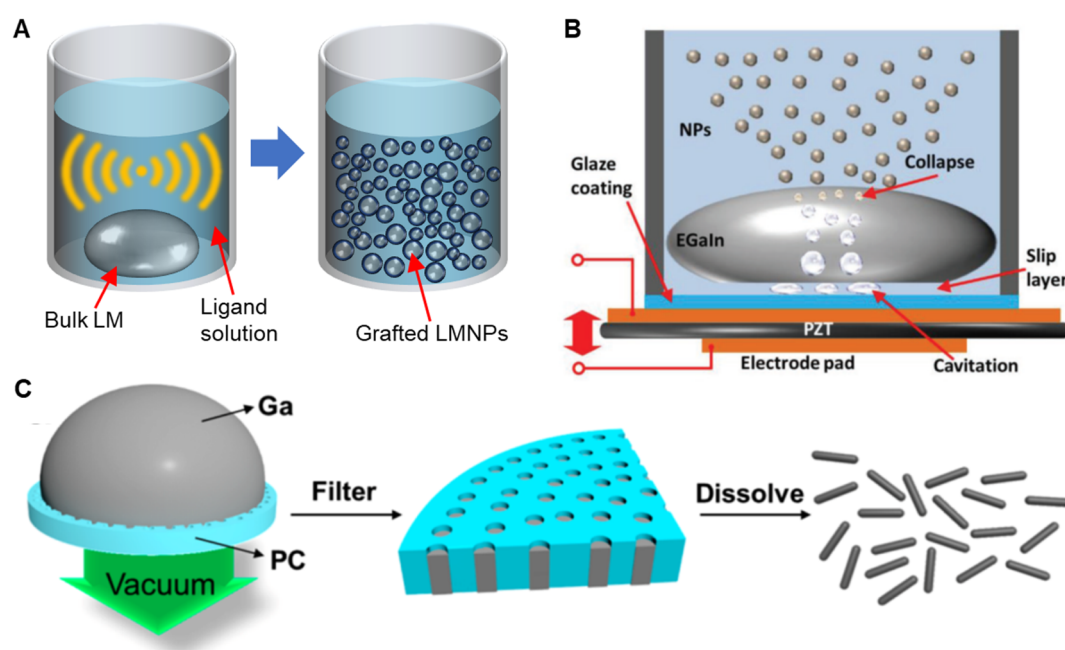 A
Bulk LM
Ligand
solution
Grafted LMNPs
B
NPs
Glaze
coating
Collapse
EGaIn
Slip
layer
PZT
Electrode pad
Cavitation
C
Ga
PC
Vacuum
Filter
Dissolve